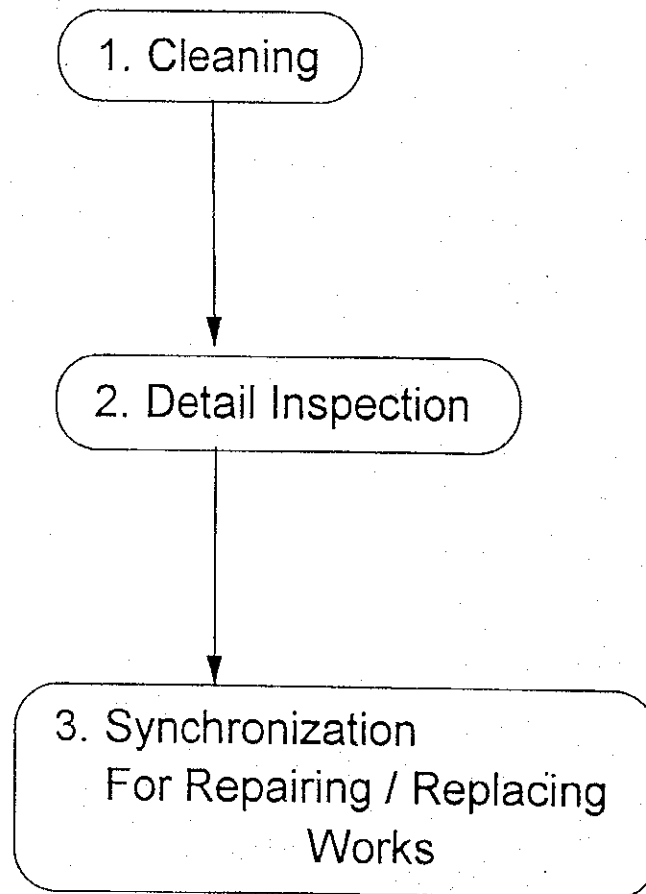 1. Cleaning
2. Detail Inspection
3. Synchronization
For Repairing / Replacing
Works